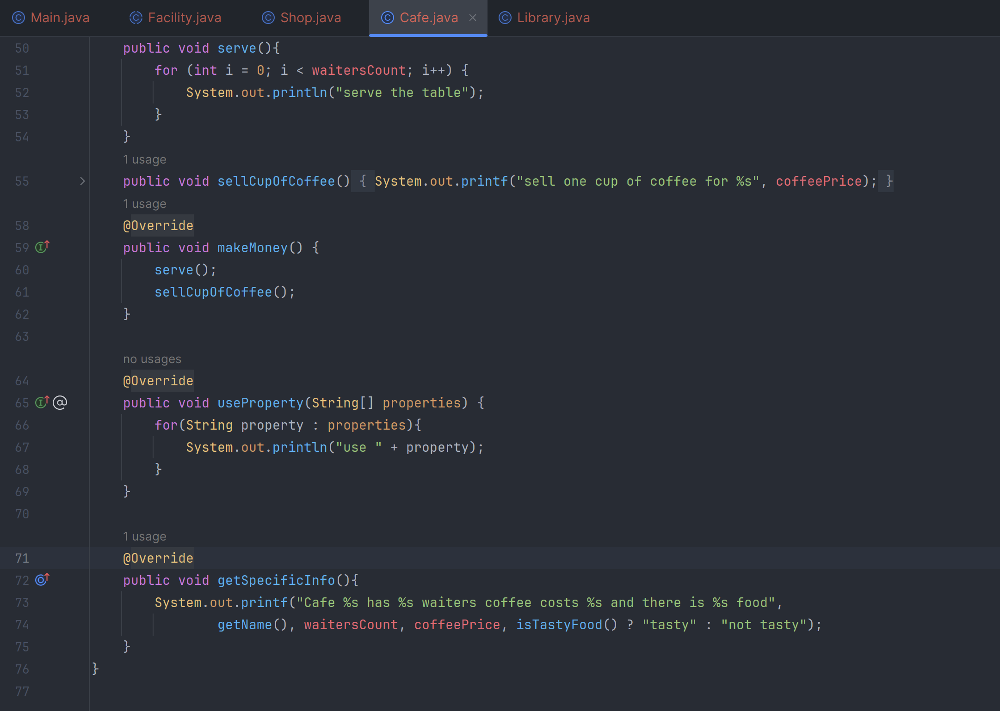 Main.java Facility.java Shop.java Cafe.java Library.java
50 public void serve(){
51 for (int i = 0; i < waitersCount; i++) {
52 System.out.println("serve the table");
53 }
54 }
1 usage
55 public void sellCupOfCoffee() { System.out.printf("sell one cup of coffee for %s", coffeePrice); }
1 usage
58 @Override
59 public void makeMoney() {
60 serve();
61 sellCupOfCoffee();
62 }
63
no usages
64 @Override
65 @ public void useProperty(String[] properties) {
66 for(String property : properties){
67 System.out.println("use " + property);
68 }
69 }
70
1 usage
71 @Override
72 public void getSpecificInfo(){
73 System.out.printf("Cafe %s has %s waiters coffee costs %s and there is %s food",
74 getName(), waitersCount, coffeePrice, isTastyFood() ? "tasty" : "not tasty");
75 }
76 }
77